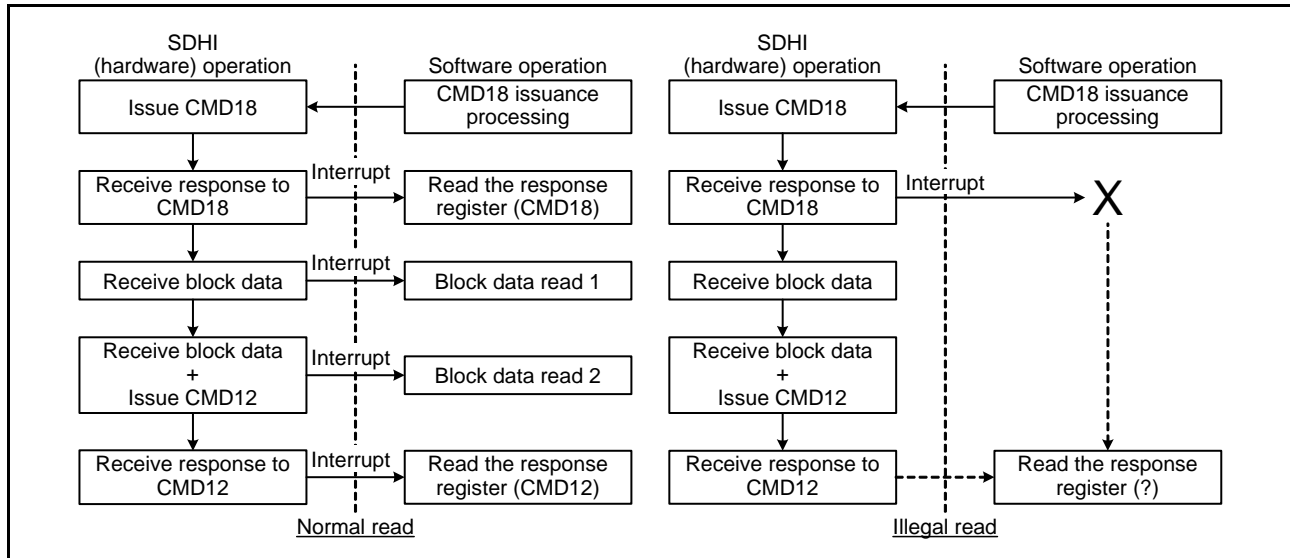 SDHI
(hardware) operation
Software operation
Issue CMD18
CMD18 issuance
processing
Interrupt
Receive response to
CMD18
Read the response
register (CMD18)
Interrupt
Receive block data
Block data read 1
Receive block data
+
Issue CMD12
Interrupt
Block data read 2
Receive response to
CMD12
Interrupt
Read the response
register (CMD12)
Normal read
SDHI
(hardware) operation
Software operation
Issue CMD18
CMD18 issuance
processing
Receive response to
CMD18
Interrupt
X
Receive block data
Receive block data
+
Issue CMD12
Receive response to
CMD12
Read the response
register (?)
Illegal read